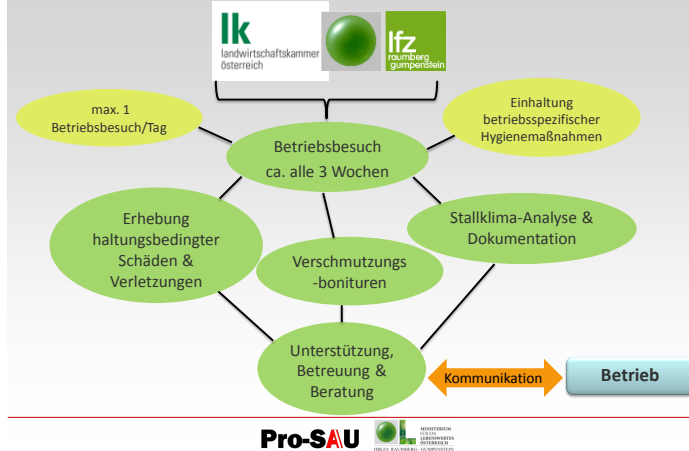 lk
landwirtschaftskammer
österreich
lfz
raumberg
gumpenstein
max. 1
Betriebsbesuch/Tag
Einhaltung
betriebsspezifischer
Hygienemaßnahmen
Betriebsbesuch
ca. alle 3 Wochen
Erhebung
haltungsbedingter
Schäden &
Verletzungen
Stallklima-Analyse &
Dokumentation
Verschmutzungs
-bonituren
Unterstützung,
Betreuung &
Beratung
Kommunikation
Betrieb
Pro-SAU
MINISTERIUM
FÜR EIN
LEBENSWERTES
ÖSTERREICH
HBLFA RAUMBERG - GUMPENSTEIN